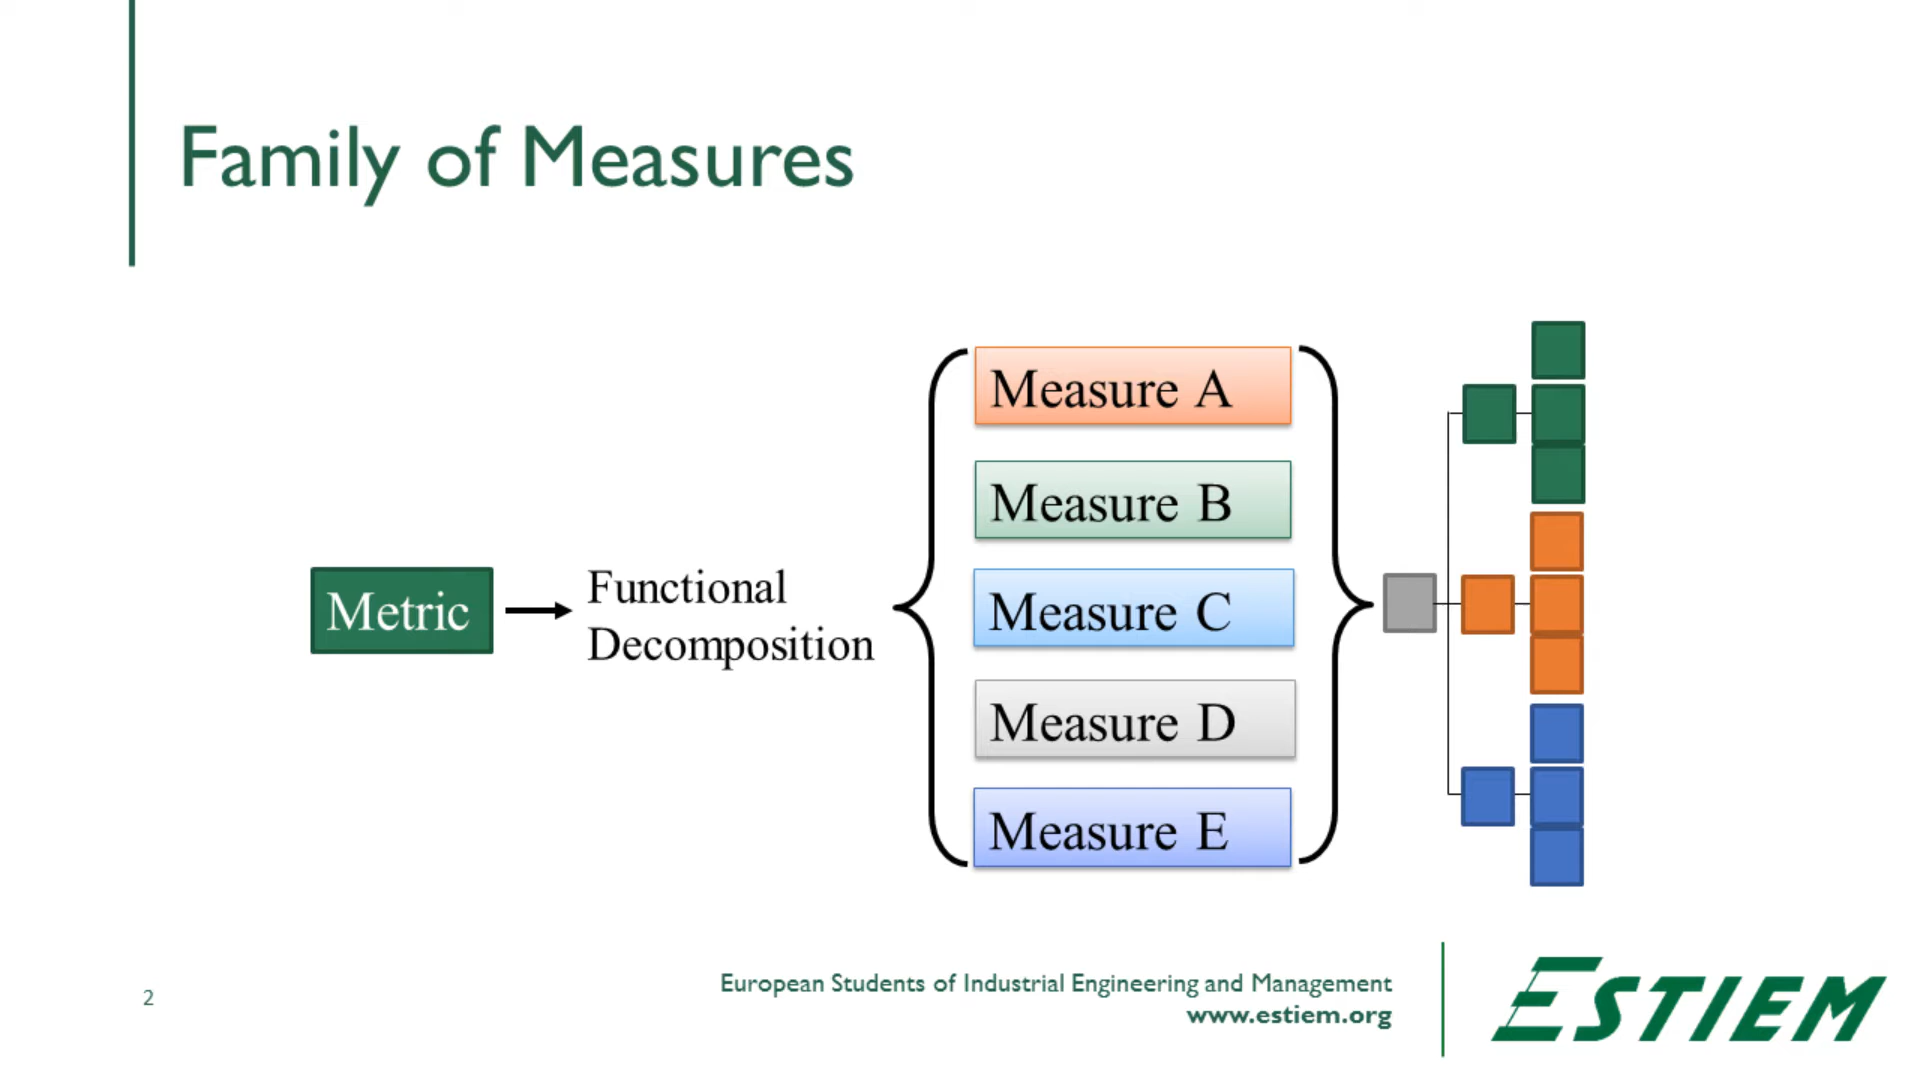 Family of Measures
Metric
Functional
Decomposition
Measure A
Measure B
Measure C
Measure D
Measure E
2
European Students of Industrial Engineering and Management
www.estiem.org
ESTIEM